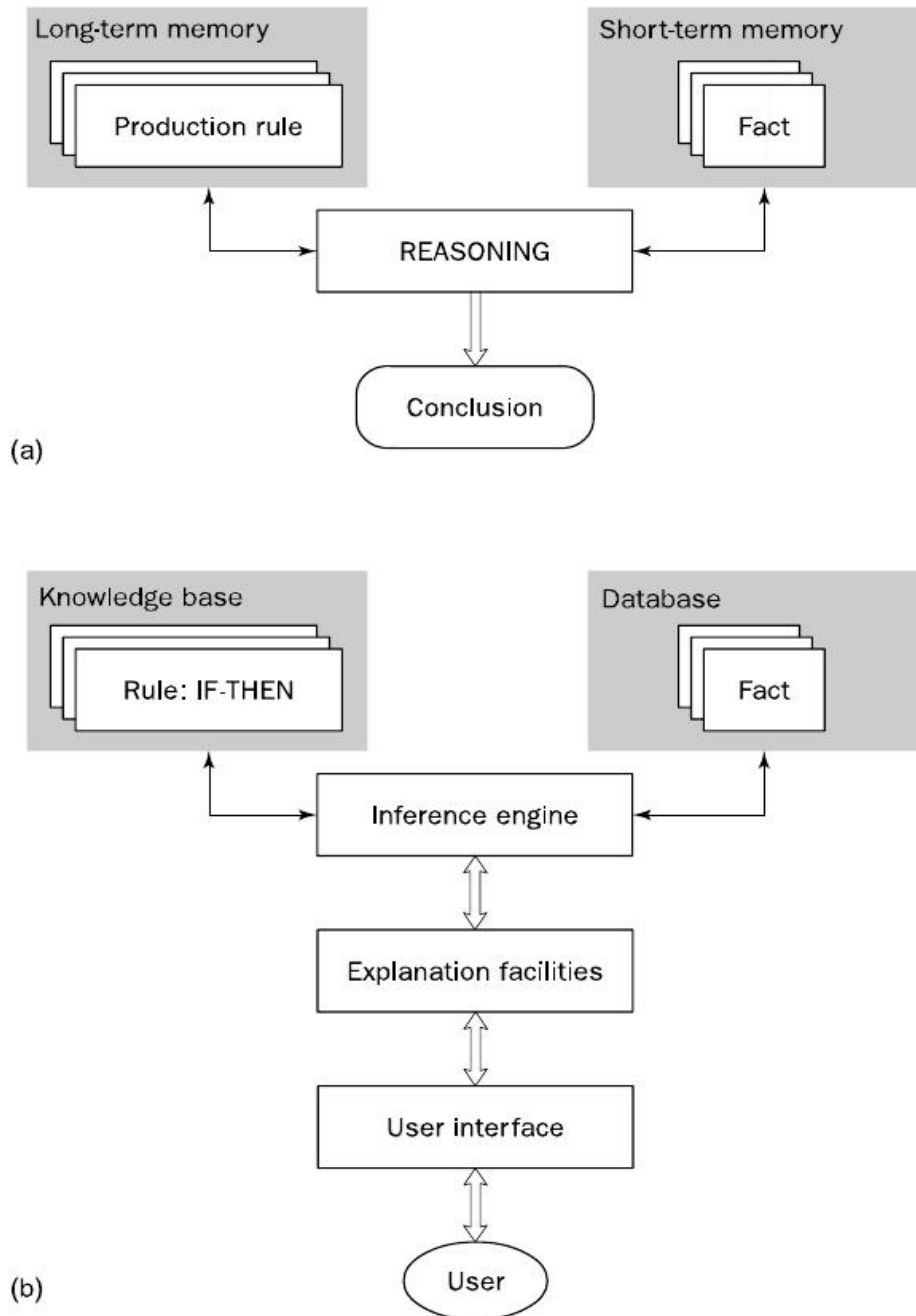 Long-term memory
Short-term memory
Production rule
Fact
REASONING
Conclusion
(a)
Knowledge base
Database
Rule: IF-THEN
Fact
Inference engine
Explanation facilities
User interface
User
(b)